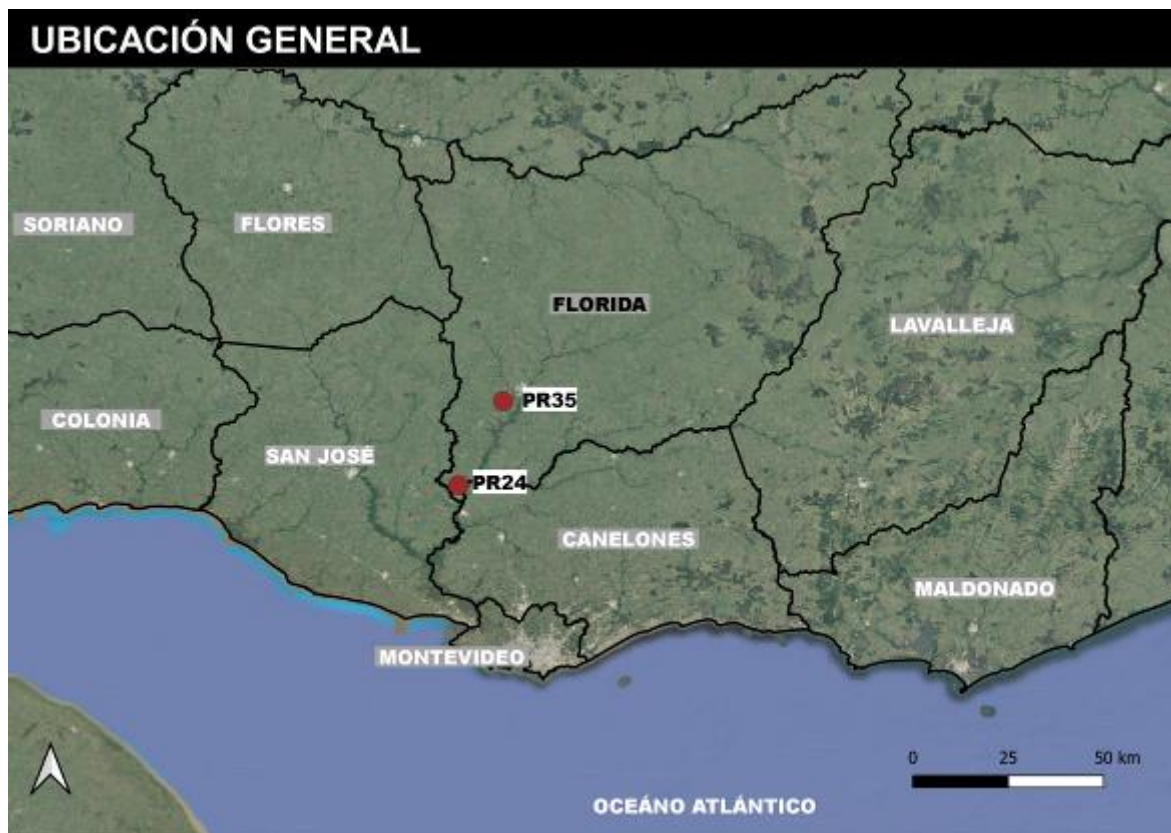 UBICACIÓN GENERAL
SORIANO
FLORES
FLORIDA
LAVALLEJA
COLONIA
PR35
SAN JOSÉ
PR24
CANELONES
MALDONADO
MONTEVIDEO
0 25 50 km
OCEÁNO ATLÁNTICO